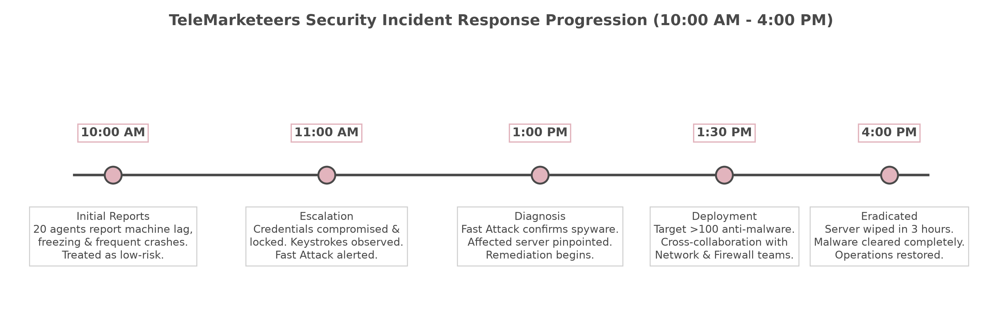 TeleMarketeers Security Incident Response Progression (10:00 AM - 4:00 PM)
10:00 AM
11:00 AM
1:00 PM
1:30 PM
4:00 PM
Initial Reports
20 agents report machine lag,
freezing & frequent crashes.
Treated as low-risk.
Escalation
Credentials compromised &
locked. Keystrokes observed.
Fast Attack alerted.
Diagnosis
Fast Attack confirms spyware.
Affected server pinpointed.
Remediation begins.
Deployment
Target >100 anti-malware.
Cross-collaboration with
Network & Firewall teams.
Eradicated
Server wiped in 3 hours.
Malware cleared completely.
Operations restored.